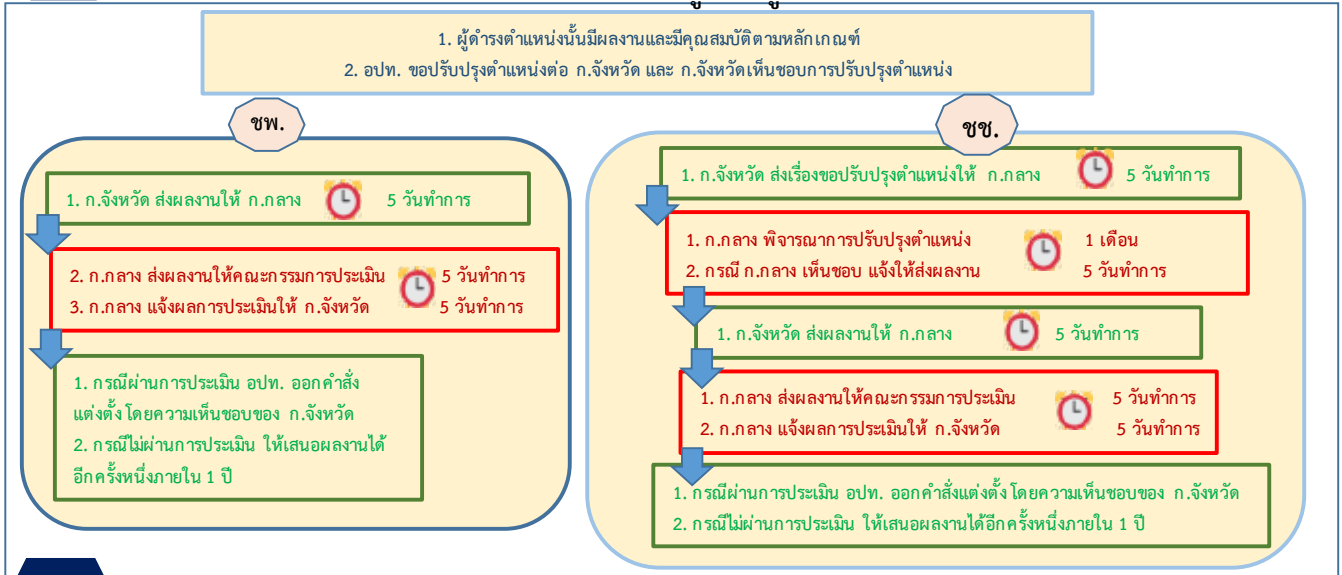 1. ผู้ดำรงตำแหน่งนั้นมีผลงานและมีคุณสมบัติตามหลักเกณฑ์
2. อปท. ขอปรับปรุงตำแหน่งต่อ ก.จังหวัด และ ก.จังหวัดเห็นชอบการปรับปรุงตำแหน่ง
ชพ.
1. ก.จังหวัด ส่งผลงานให้ ก.กลาง 5 วันทำการ
2. ก.กลาง ส่งผลงานให้คณะกรรมการประเมิน 5 วันทำการ
3. ก.กลาง แจ้งผลการประเมินให้ ก.จังหวัด 5 วันทำการ
1. กรณีผ่านการประเมิน อปท. ออกคำสั่ง
แต่งตั้ง โดยความเห็นชอบของ ก.จังหวัด
2. กรณีไม่ผ่านการประเมิน ให้เสนอผลงานได้
อีกครั้งหนึ่งภายใน 1 ปี
ชช.
1. ก.จังหวัด ส่งเรื่องขอปรับปรุงตำแหน่งให้ ก.กลาง 5 วันทำการ
1. ก.กลาง พิจารณาการปรับปรุงตำแหน่ง 1 เดือน
2. กรณี ก.กลาง เห็นชอบ แจ้งให้ส่งผลงาน 5 วันทำการ
1. ก.จังหวัด ส่งผลงานให้ ก.กลาง 5 วันทำการ
1. ก.กลาง ส่งผลงานให้คณะกรรมการประเมิน 5 วันทำการ
2. ก.กลาง แจ้งผลการประเมินให้ ก.จังหวัด 5 วันทำการ
1. กรณีผ่านการประเมิน อปท. ออกคำสั่งแต่งตั้ง โดยความเห็นชอบของ ก.จังหวัด
2. กรณีไม่ผ่านการประเมิน ให้เสนอผลงานได้อีกครั้งหนึ่งภายใน 1 ปี